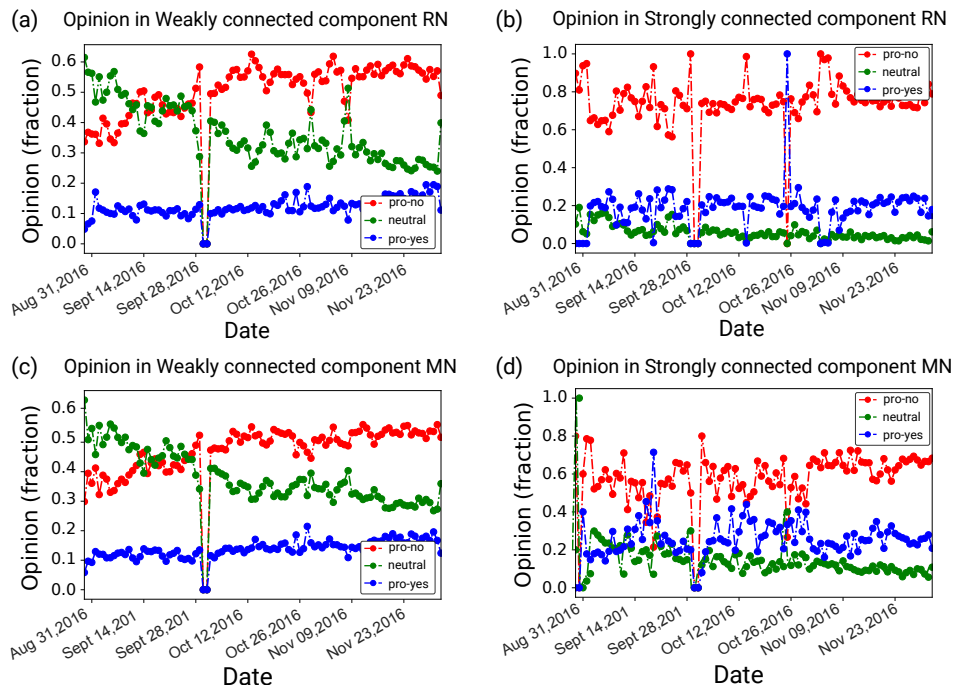 (a) Opinion in Weakly connected component RN
Opinion (fraction)
0.6
0.5
0.4
0.3
0.2
0.1
0.0
pro-no
neutral
pro-yes
Aug 31,2016 Sept 14,2016 Sept 28,2016 Oct 12,2016 Oct 26,2016 Nov 09,2016 Nov 23,2016
Date
(b) Opinion in Strongly connected component RN
Opinion (fraction)
1.0
0.8
0.6
0.4
0.2
0.0
pro-no
neutral
pro-yes
Aug 31,2016 Sept 14,2016 Sept 28,2016 Oct 12,2016 Oct 26,2016 Nov 09,2016 Nov 23,2016
Date
(c) Opinion in Weakly connected component MN
Opinion (fraction)
0.6
0.5
0.4
0.3
0.2
0.1
0.0
pro-no
neutral
pro-yes
Aug 31,2016 Sept 14,201 Sept 28,201 Oct 12,2016 Oct 26,2016 Nov 09,2016 Nov 23,2016
Date
(d) Opinion in Strongly connected component MN
Opinion (fraction)
1.0
0.8
0.6
0.4
0.2
0.0
pro-no
neutral
pro-yes
Aug 31,2016 Sept 14,201 Sept 28,201 Oct 12,2016 Oct 26,2016 Nov 09,2016 Nov 23,2016
Date